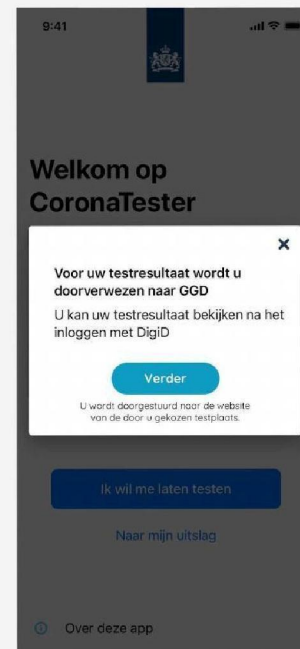 9:41
Welkom op
CoronaTester
Voor uw testresultaat wordt u
doorverwezen naar GGD
U kan uw testresultaat bekijken na het
inloggen met DigiD
Verder
U wordt doorgestuurd naar de website
van de door u gekozen testplaats.
Ik wil me laten testen
Naar mijn uitslag
Over deze app